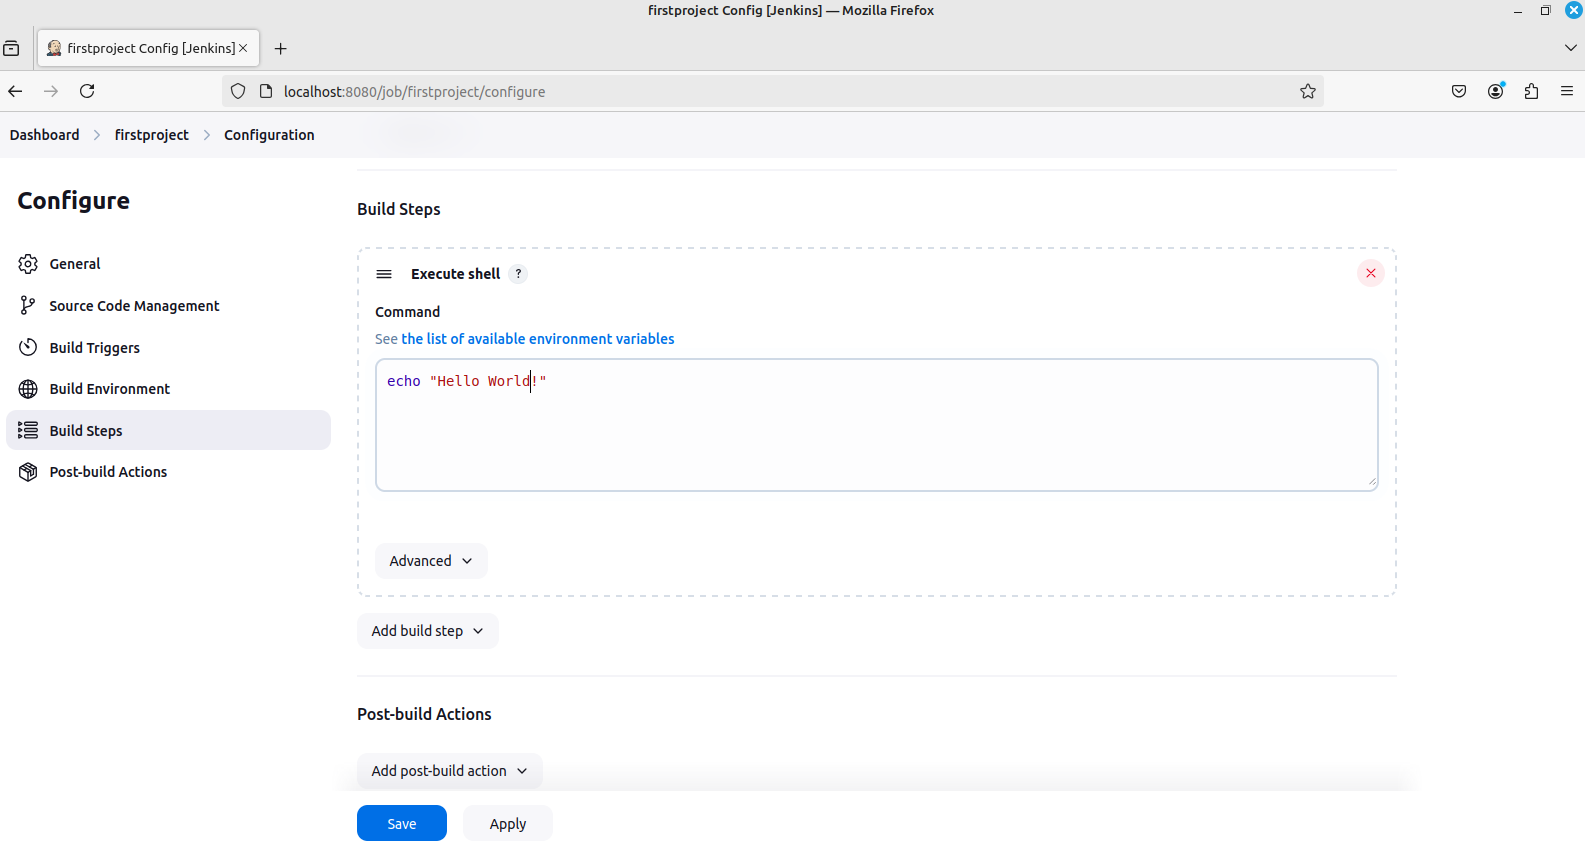 firstproject Config [Jenkins] — Mozilla Firefox
firstproject Config [Jenkins]
localhost:8080/job/firstproject/configure
Dashboard firstproject Configuration
Configure
General
Source Code Management
Build Triggers
Build Environment
Build Steps
Post-build Actions
Build Steps
Execute shell ?
Command
See the list of available environment variables
echo "Hello World!"
Advanced
Add build step
Post-build Actions
Add post-build action
Save Apply